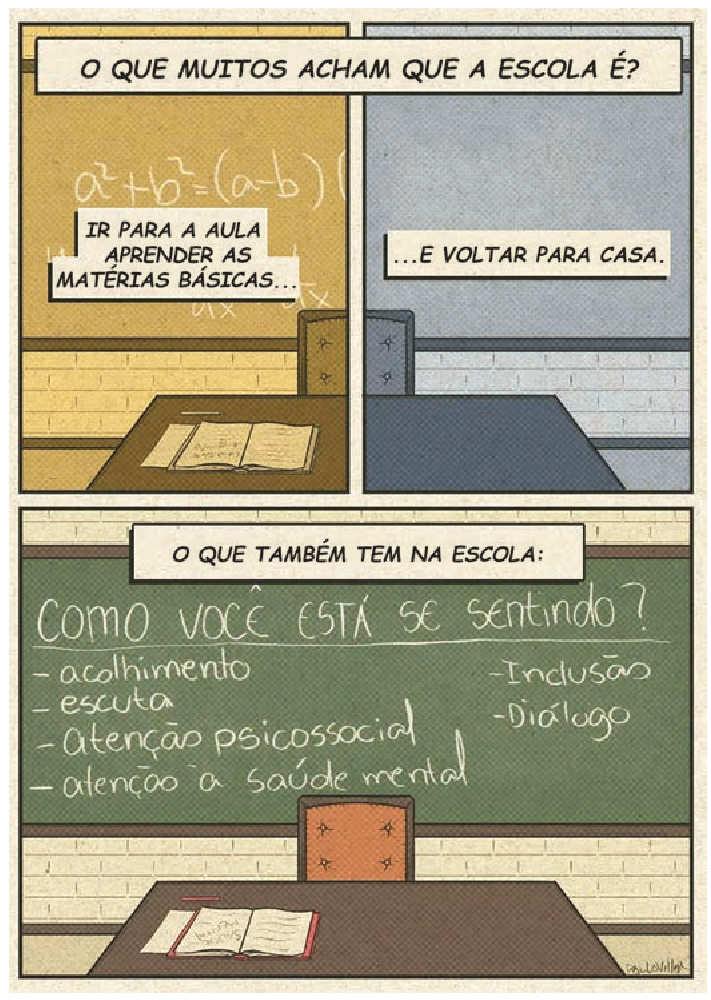 O QUE MUITOS ACHAM QUE A ESCOLA É?
a²+b²=(a-b)(
IR PARA A AULA
APRENDER AS
MATÉRIAS BÁSICAS...
...E VOLTAR PARA CASA.
O QUE TAMBÉM TEM NA ESCOLA:
COMO VOCÊ ESTÁ SE SENTINDO?
- acolhimento
- escuta
- Atenção psicossocial
- atenção à saúde mental
-Inclusão
-Diálogo